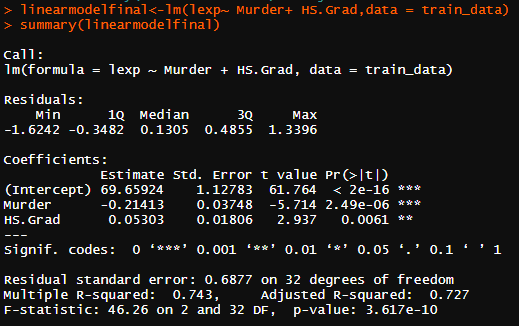 > linearmodelfinal<-lm(lexp~ Murder+ HS.Grad,data = train_data)
> summary(linearmodelfinal)
Call:
lm(formula = lexp ~ Murder + HS.Grad, data = train_data)
Residuals:
    Min      1Q  Median      3Q     Max
-1.6242 -0.3482  0.1305  0.4855  1.3396
Coefficients:
            Estimate Std. Error t value Pr(>|t|)
(Intercept) 69.65924    1.12783  61.764  < 2e-16 ***
Murder      -0.21413    0.03748  -5.714 2.49e-06 ***
HS.Grad      0.05303    0.01806   2.937   0.0061 **
---
Signif. codes:  0 ‘***’ 0.001 ‘**’ 0.01 ‘*’ 0.05 ‘.’ 0.1 ‘ ’ 1
Residual standard error: 0.6877 on 32 degrees of freedom
Multiple R-squared:  0.743,	Adjusted R-squared:  0.727
F-statistic: 46.26 on 2 and 32 DF,  p-value: 3.617e-10